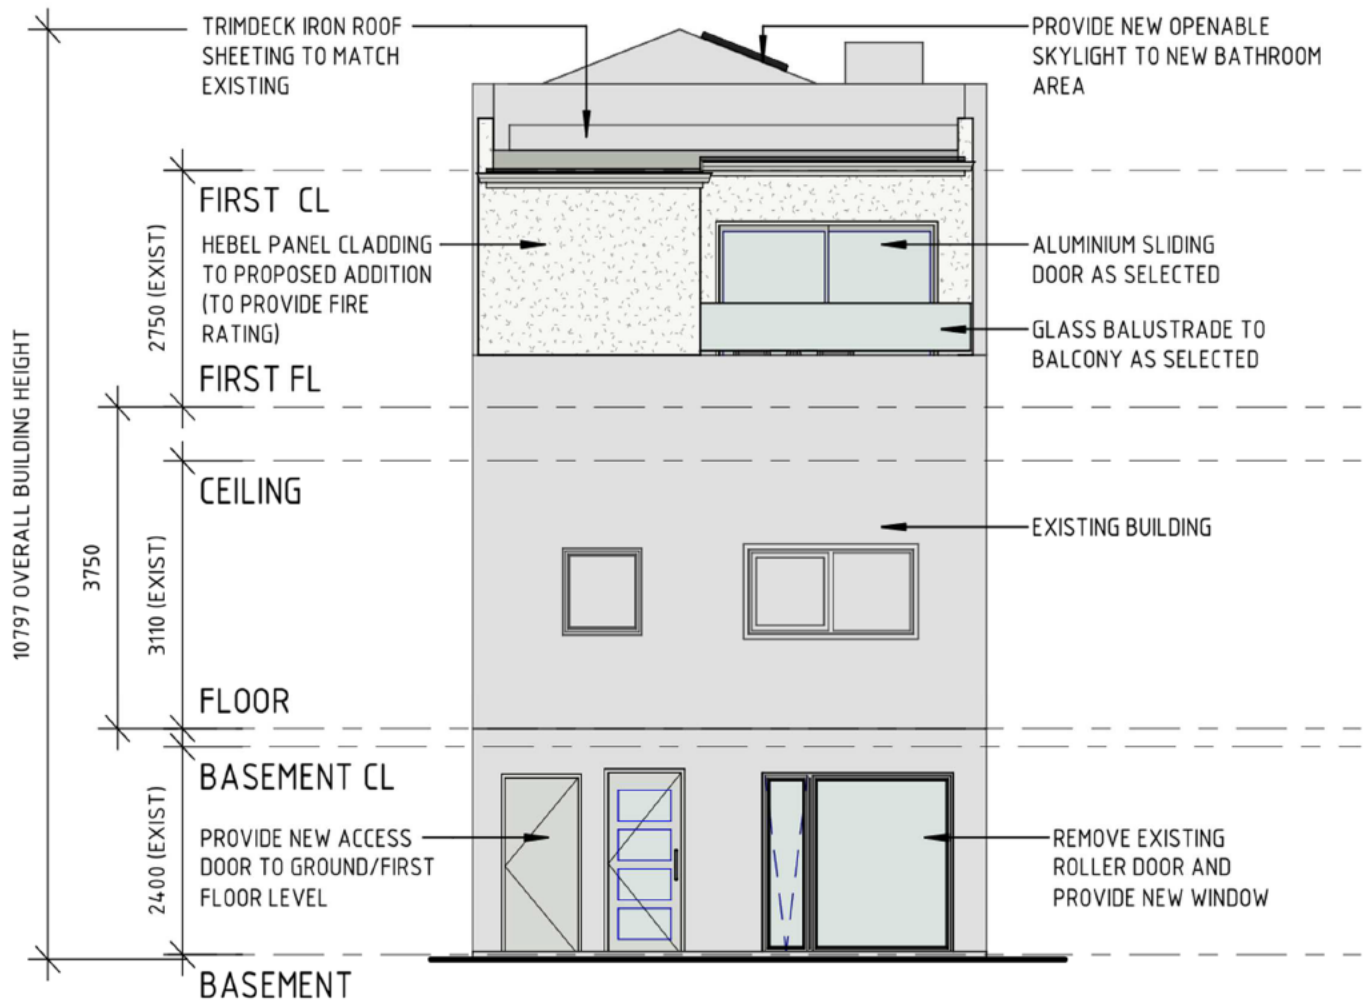 TRIMDECK IRON ROOF
SHEETING TO MATCH
EXISTING
PROVIDE NEW OPENABLE
SKYLIGHT TO NEW BATHROOM
AREA
FIRST CL
HEBEL PANEL CLADDING
TO PROPOSED ADDITION
(TO PROVIDE FIRE
RATING)
ALUMINIUM SLIDING
DOOR AS SELECTED
GLASS BALUSTRADE TO
BALCONY AS SELECTED
2750 (EXIST)
FIRST FL
10797 OVERALL BUILDING HEIGHT
CEILING
EXISTING BUILDING
3750
3110 (EXIST)
FLOOR
BASEMENT CL
2400 (EXIST)
PROVIDE NEW ACCESS
DOOR TO GROUND/FIRST
FLOOR LEVEL
REMOVE EXISTING
ROLLER DOOR AND
PROVIDE NEW WINDOW
BASEMENT